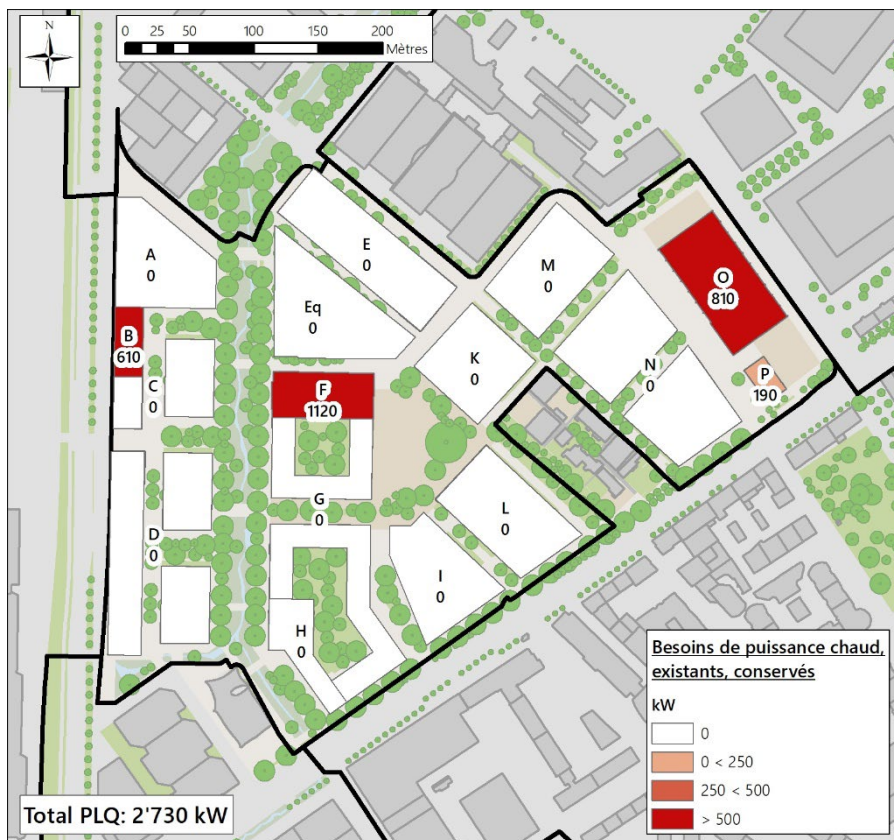 N
0 25 50 100 150 200
Mètres
A
0
B
610
C
0
D
0
E
0
Eq
0
F
1120
G
0
H
0
I
0
K
0
L
0
M
0
N
0
O
810
P
190
Besoins de puissance chaud,
existants, conservés
kW
0
0 < 250
250 < 500
> 500
Total PLQ: 2'730 kW